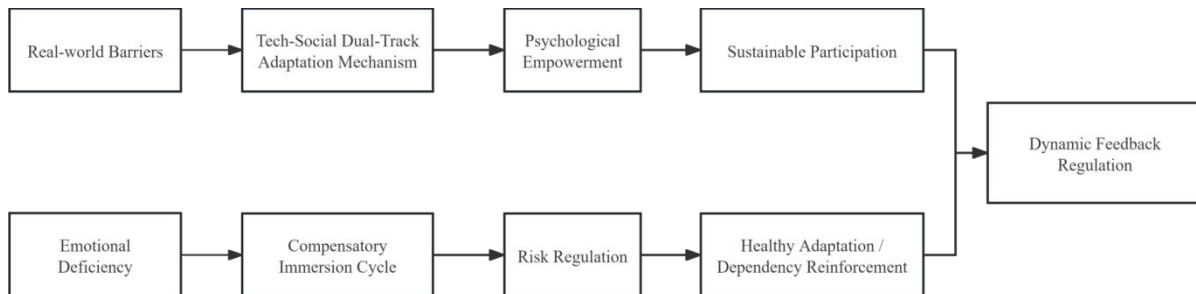 Real-world Barriers
Tech-Social Dual-Track
Adaptation Mechanism
Psychological
Empowerment
Sustainable Participation
Dynamic Feedback
Regulation
Emotional
Deficiency
Compensatory
Immersion Cycle
Risk Regulation
Healthy Adaptation /
Dependency Reinforcement